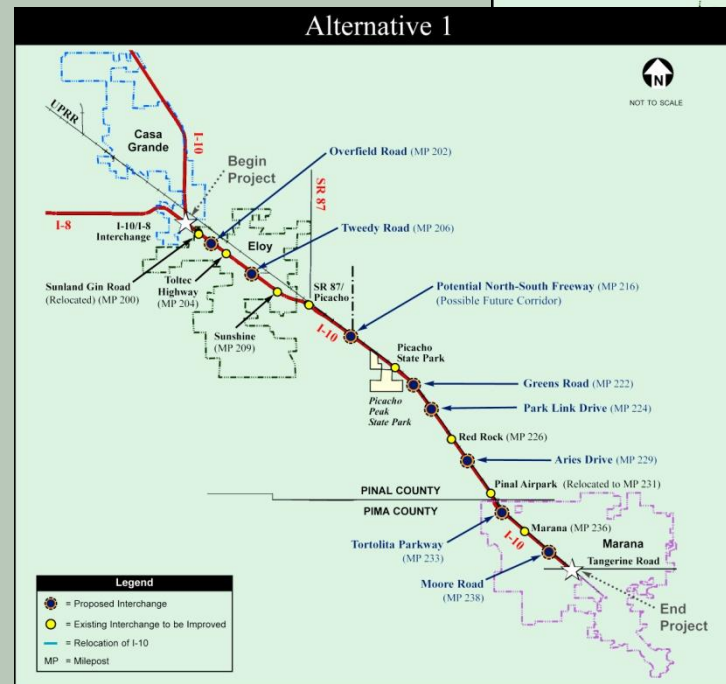 Alternative 1
N
NOT TO SCALE
UPRR
Casa
Grande
I-10
Begin
Project
Overfield Road (MP 202)
SR 87
I-8
I-10/I-8
Interchange
Tweedy Road (MP 206)
Eloy
Sunland Gin Road
(Relocated) (MP 200)
Toltec
Highway
(MP 204)
SR 87/
Picacho
Potential North-South Freeway (MP 216)
(Possible Future Corridor)
Sunshine
(MP 209)
I-10
Picacho
State Park
Picacho
Peak
State Park
Greens Road (MP 222)
Park Link Drive (MP 224)
Red Rock (MP 226)
Aries Drive (MP 229)
Pinal Airpark (Relocated to MP 231)
PINAL COUNTY
PIMA COUNTY
Marana (MP 236)
I-10
Marana
Tortolita Parkway
(MP 233)
Tangerine Road
Moore Road
(MP 238)
End
Project
Legend
= Proposed Interchange
= Existing Interchange to be Improved
= Relocation of I-10
MP = Milepost